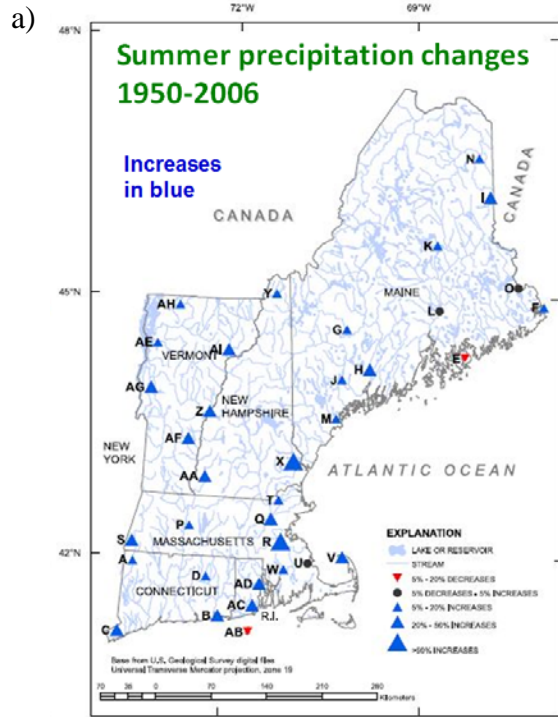 a)
72°W
69°W
48°N
Summer precipitation changes
1950-2006
Increases
in blue
CANADA
CANADA
N
I
K
45°N
Y
AH
MAINE
O
L
F
G
E
AE
AI
VERMONT
H
J
AG
Z
NEW
HAMPSHIRE
M
AF
NEW
YORK
X
AA
ATLANTIC OCEAN
T
P
Q
S
MASSACHUSETTS
R
42°N
A
U
V
W
D
AD
CONNECTICUT
AC
B
R.I.
C
AB
EXPLANATION
LAKE OR RESERVOIR
STREAM
5% - 20% DECREASES
5% DECREASES - 5% INCREASES
5% - 20% INCREASES
20% - 50% INCREASES
>50% INCREASES
Base from U.S. Geological Survey digital files
Universal Transverse Mercator projection, zone 19
70 35 0 70 140 210 280
Kilometers